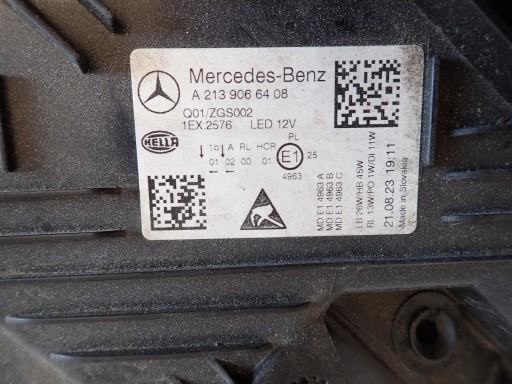 Mercedes-Benz
A 213 906 64 08
Q01/ZGS002
1EX.2576 LED 12V
HELLA
1b A RL HCR PL
01 02 00 01 E1 25
4963
MD E1 4963 A
MD E1 4963 B
MD E1 4963 C
LB 26W/HB 45W
RL 13W/PO 1W/DI 11W
21.08.23 19:11
Made in Slovakia